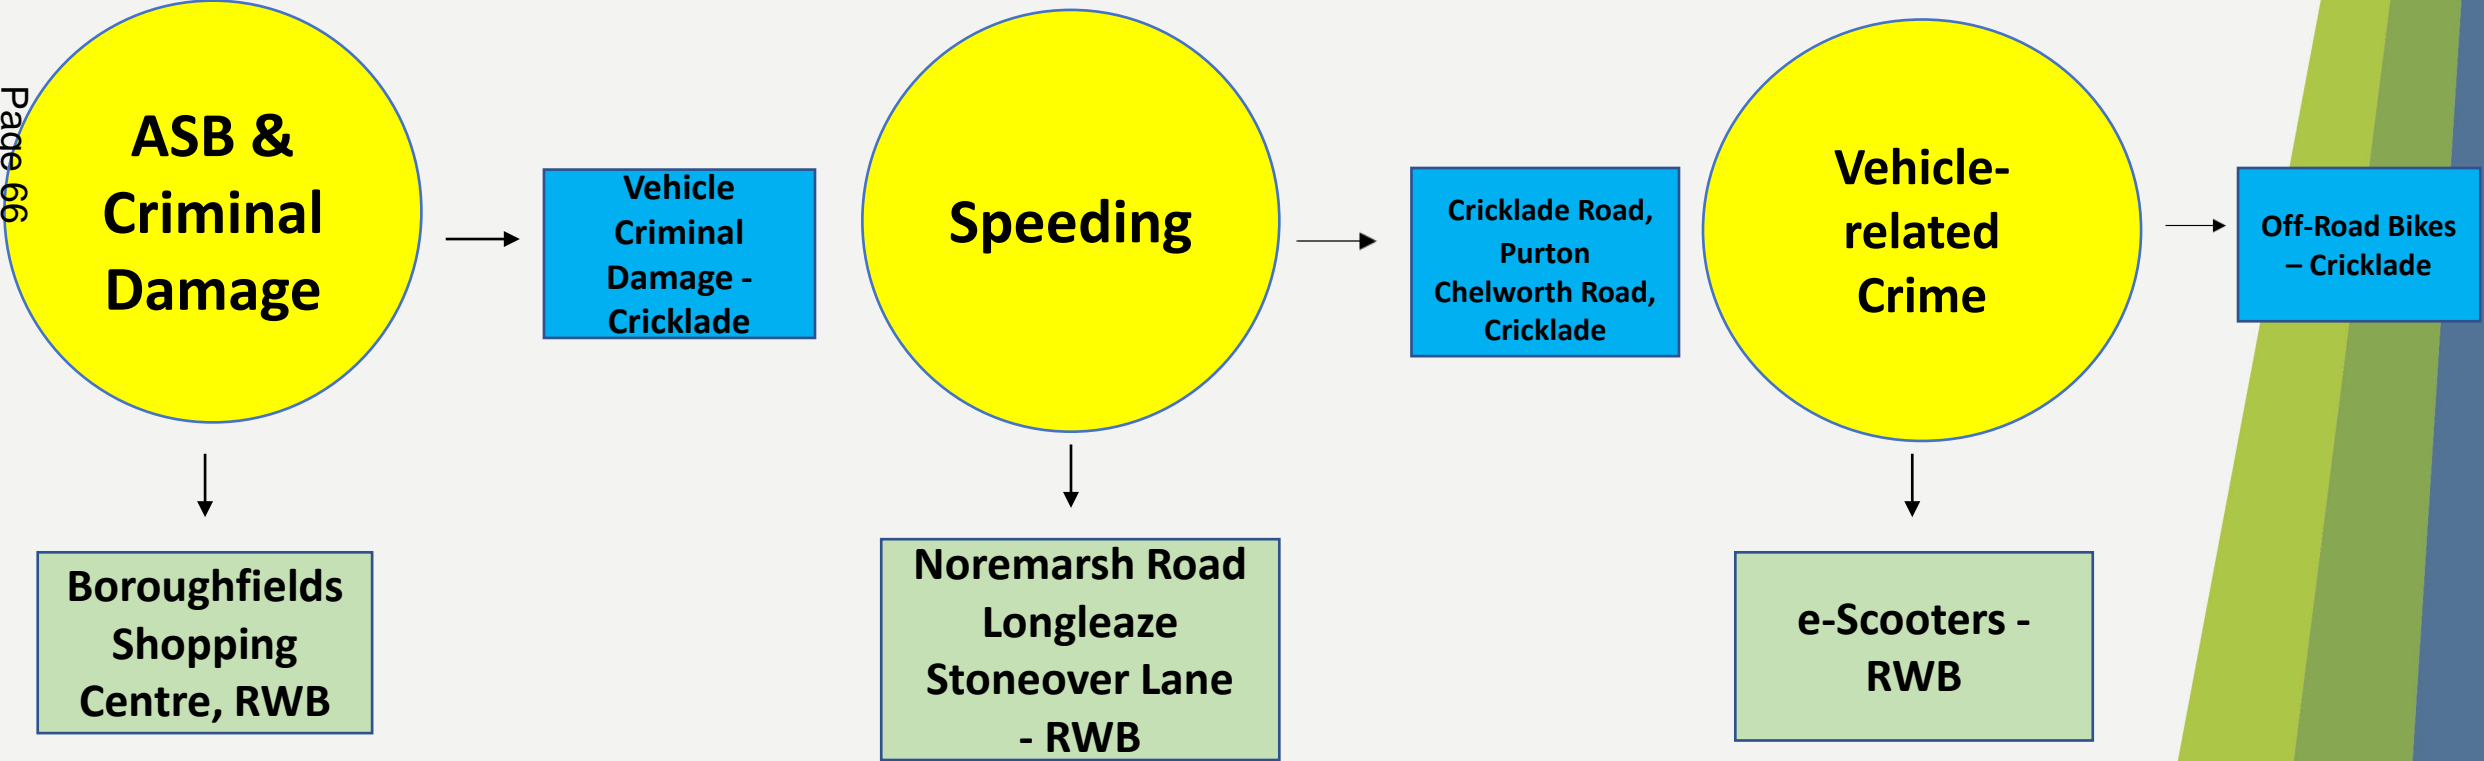 Page 66
ASB &
Criminal
Damage
Vehicle
Criminal
Damage -
Cricklade
Boroughfields
Shopping
Centre, RWB
Speeding
Cricklade Road,
Purton
Chelworth Road,
Cricklade
Noremarsh Road
Longleaze
Stoneover Lane
- RWB
Vehicle-
related
Crime
Off-Road Bikes
– Cricklade
e-Scooters -
RWB